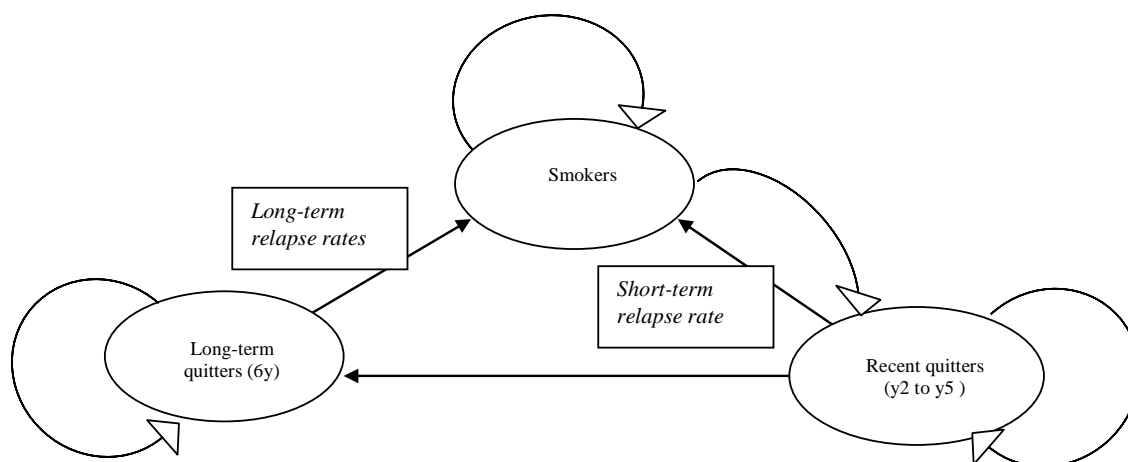 Smokers
Long-term
relapse rates
Short-term
relapse rate
Long-term
quitters (6y)
Recent quitters
(y2 to y5 )